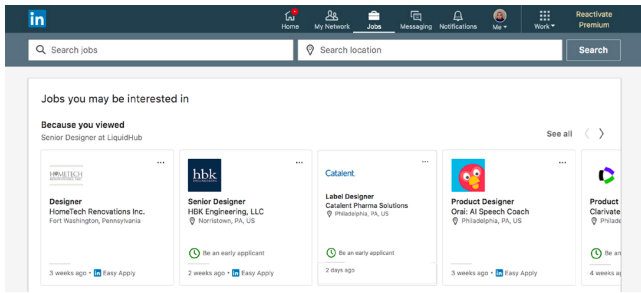 in
Home
My Network
Jobs
Messaging
Notifications
Me
Work
Reactivate
Premium
Search jobs
Search location
Search
Jobs you may be interested in
Because you viewed
Senior Designer at LiquidHub
See all
HOMETECH
Designer
HomeTech Renovations Inc.
Fort Washington, Pennsylvania
3 weeks ago • in Easy Apply
hbk
Senior Designer
HBK Engineering, LLC
Norristown, PA, US
Be an early applicant
2 weeks ago • in Easy Apply
Catalent
Label Designer
Catalent Pharma Solutions
Philadelphia, PA, US
Be an early applicant
2 days ago
Product Designer
Orai: AI Speech Coach
Philadelphia, PA, US
3 weeks ago • in Easy Apply
Product
Clarivate
Philade
Be an
4 weeks ag